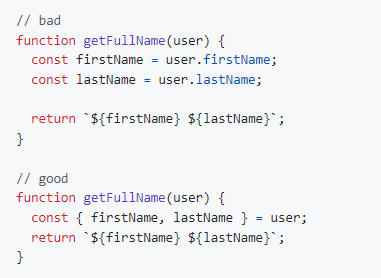 // bad
function getFullName(user) {
  const firstName = user.firstName;
  const lastName = user.lastName;

  return `${firstName} ${lastName}`;
}

// good
function getFullName(user) {
  const { firstName, lastName } = user;
  return `${firstName} ${lastName}`;
}